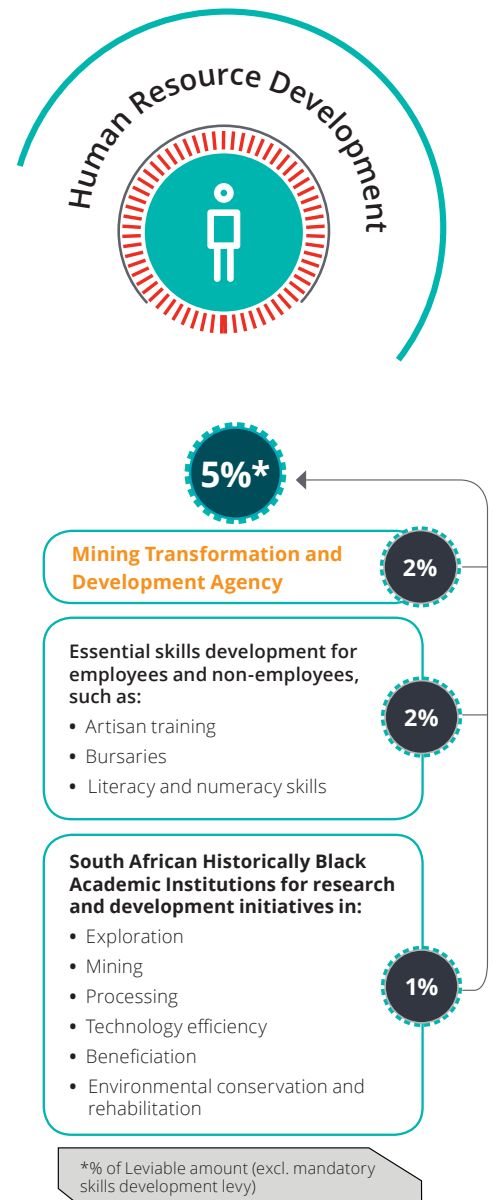 Human Resource Development
5%*
Mining Transformation and
Development Agency
2%
Essential skills development for
employees and non-employees,
such as:
• Artisan training
• Bursaries
• Literacy and numeracy skills
2%
South African Historically Black
Academic Institutions for research
and development initiatives in:
• Exploration
• Mining
• Processing
• Technology efficiency
• Beneficiation
• Environmental conservation and
rehabilitation
1%
*% of Leviable amount (excl. mandatory
skills development levy)